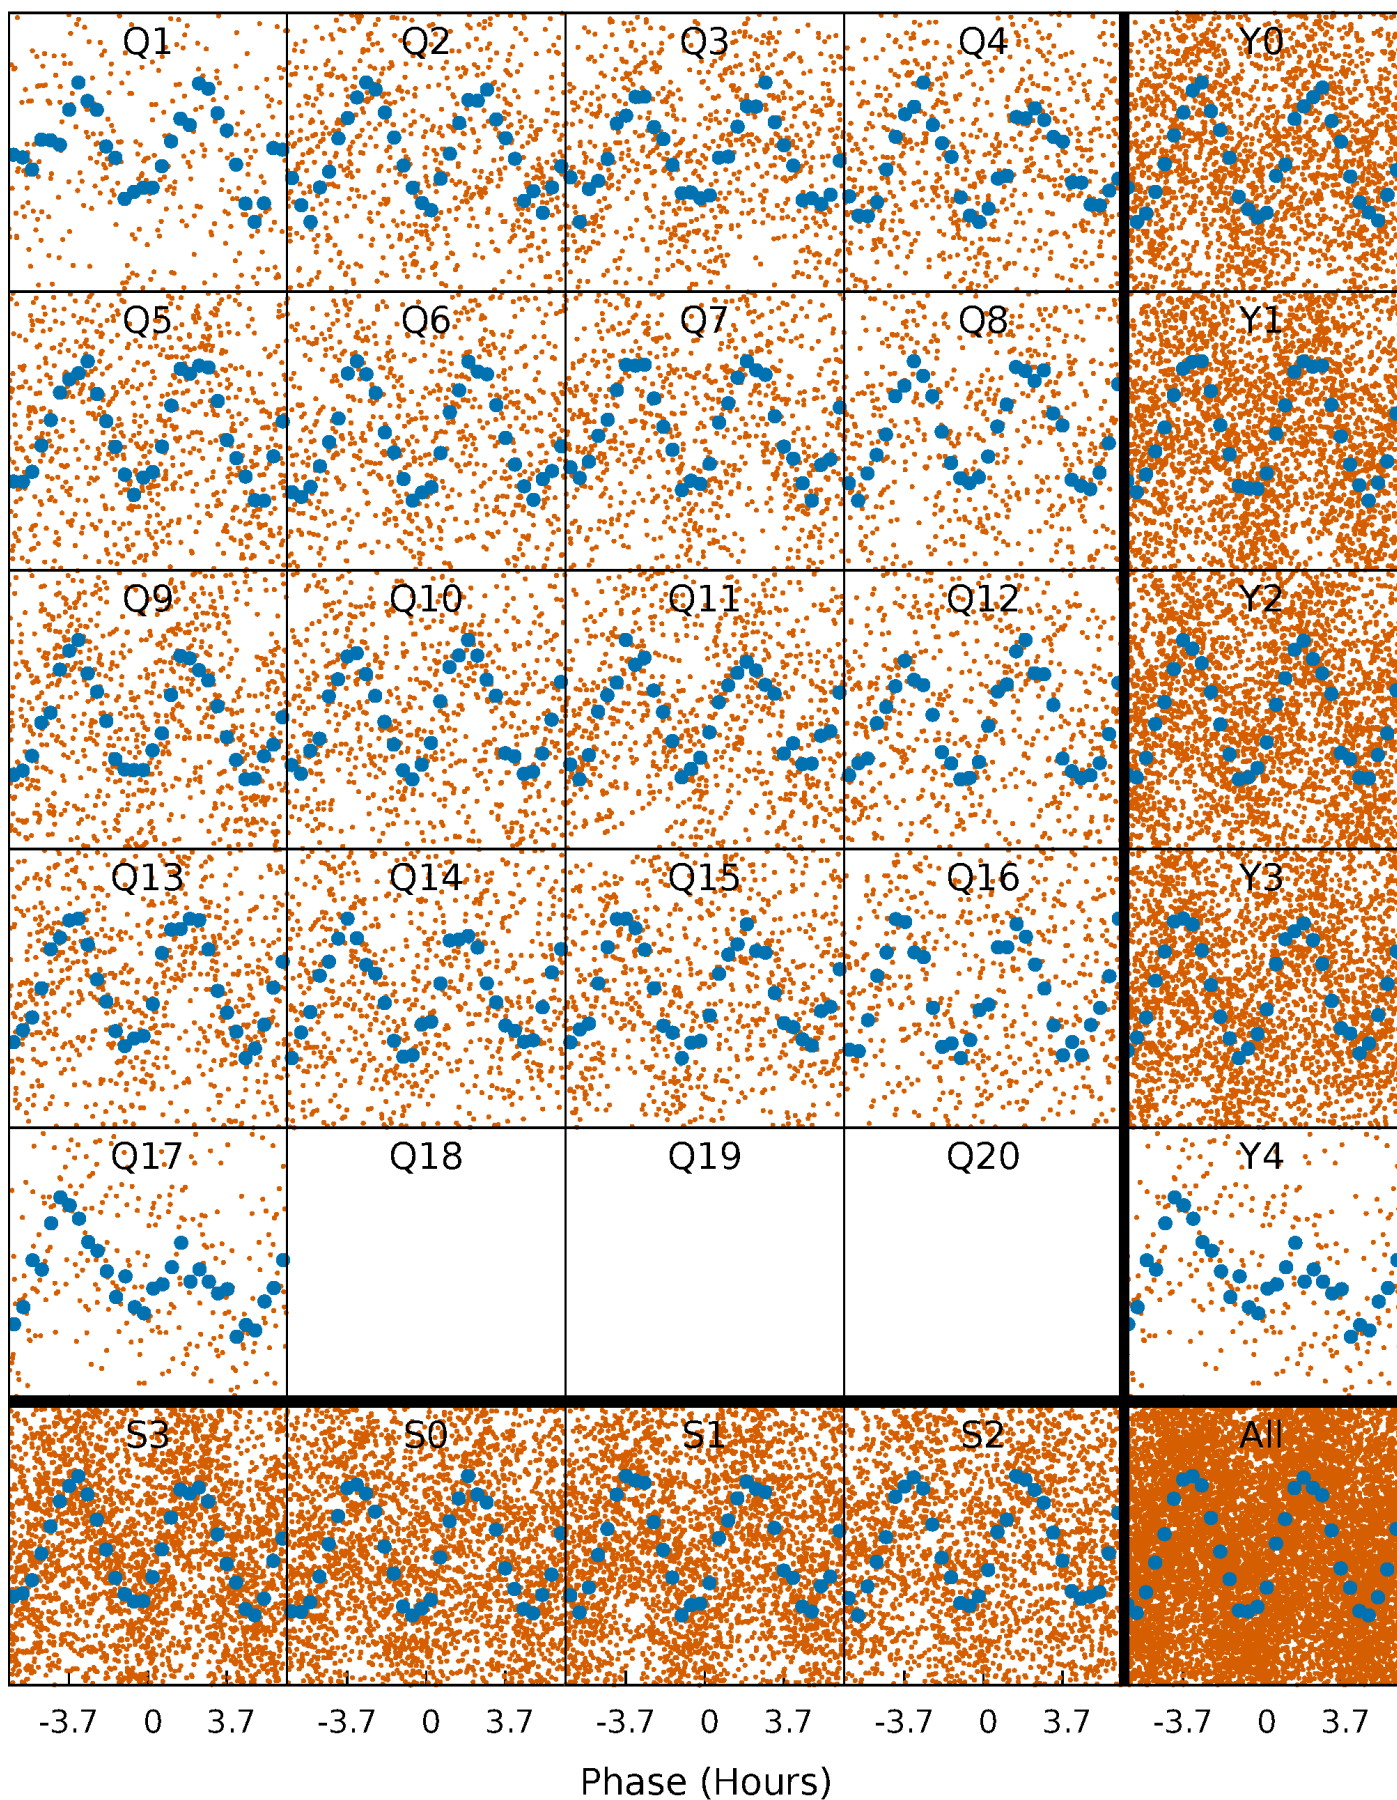 Q1 Q2 Q3 Q4 Y0
Q5 Q6 Q7 Q8 Y1
Q9 Q10 Q11 Q12 Y2
Q13 Q14 Q15 Q16 Y3
Q17 Q18 Q19 Q20 Y4
S3 S0 S1 S2 All
-3.7 0 3.7 -3.7 0 3.7 -3.7 0 3.7 -3.7 0 3.7 -3.7 0 3.7
Phase (Hours)